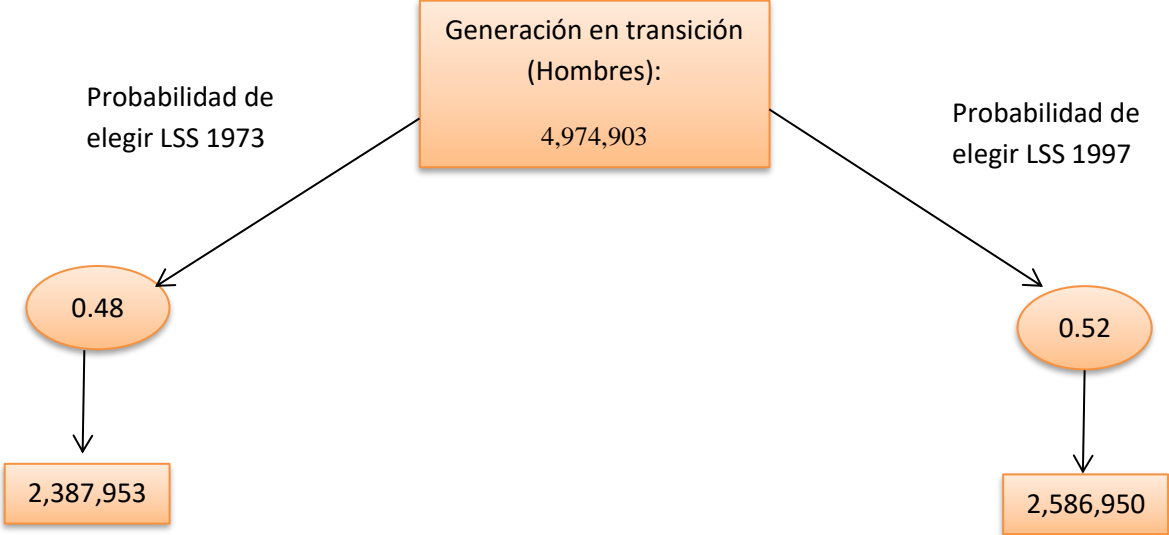 Generación en transición
(Hombres):
4,974,903
Probabilidad de
elegir LSS 1973
Probabilidad de
elegir LSS 1997
0.48
0.52
2,387,953
2,586,950